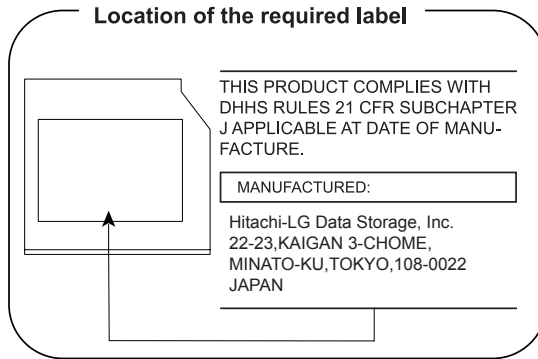 Location of the required label
THIS PRODUCT COMPLIES WITH
DHHS RULES 21 CFR SUBCHAPTER
J APPLICABLE AT DATE OF MANU-
FACTURE.
MANUFACTURED:
Hitachi-LG Data Storage, Inc.
22-23,KAIGAN 3-CHOME,
MINATO-KU,TOKYO,108-0022
JAPAN